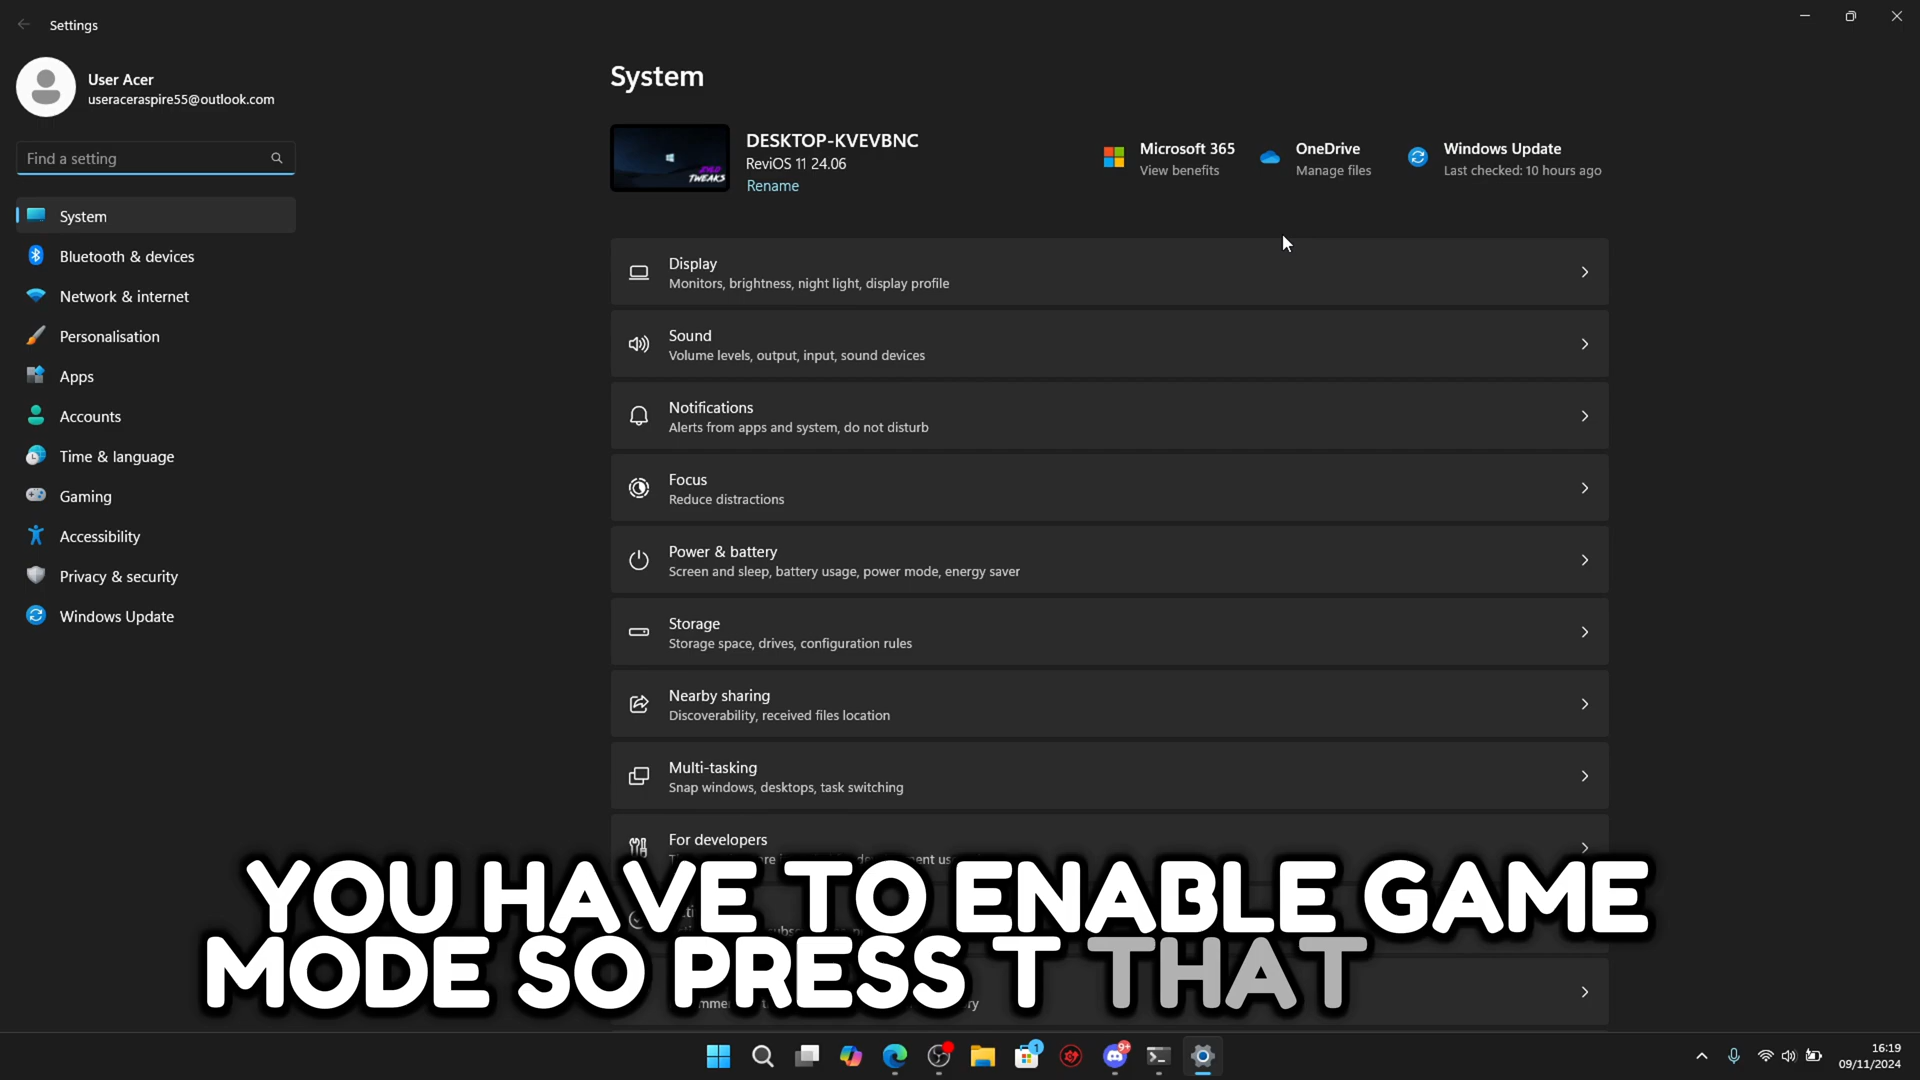 Settings
User Acer
useraceraspire55@outlook.com
Find a setting
System
Bluetooth & devices
Network & internet
Personalisation
Apps
Accounts
Time & language
Gaming
Accessibility
Privacy & security
Windows Update
System
TWEAKS
DESKTOP-KVEVBNC
ReviOS 11 24.06
Rename
Microsoft 365
View benefits
OneDrive
Manage files
Windows Update
Last checked: 10 hours ago
Display
Monitors, brightness, night light, display profile
Sound
Volume levels, output, input, sound devices
Notifications
Alerts from apps and system, do not disturb
Focus
Reduce distractions
Power & battery
Screen and sleep, battery usage, power mode, energy saver
Storage
Storage space, drives, configuration rules
Nearby sharing
Discoverability, received files location
Multi-tasking
Snap windows, desktops, task switching
For developers
YOU HAVE TO ENABLE GAME
MODE SO PRESS T THAT
1
9+
16:19
09/11/2024